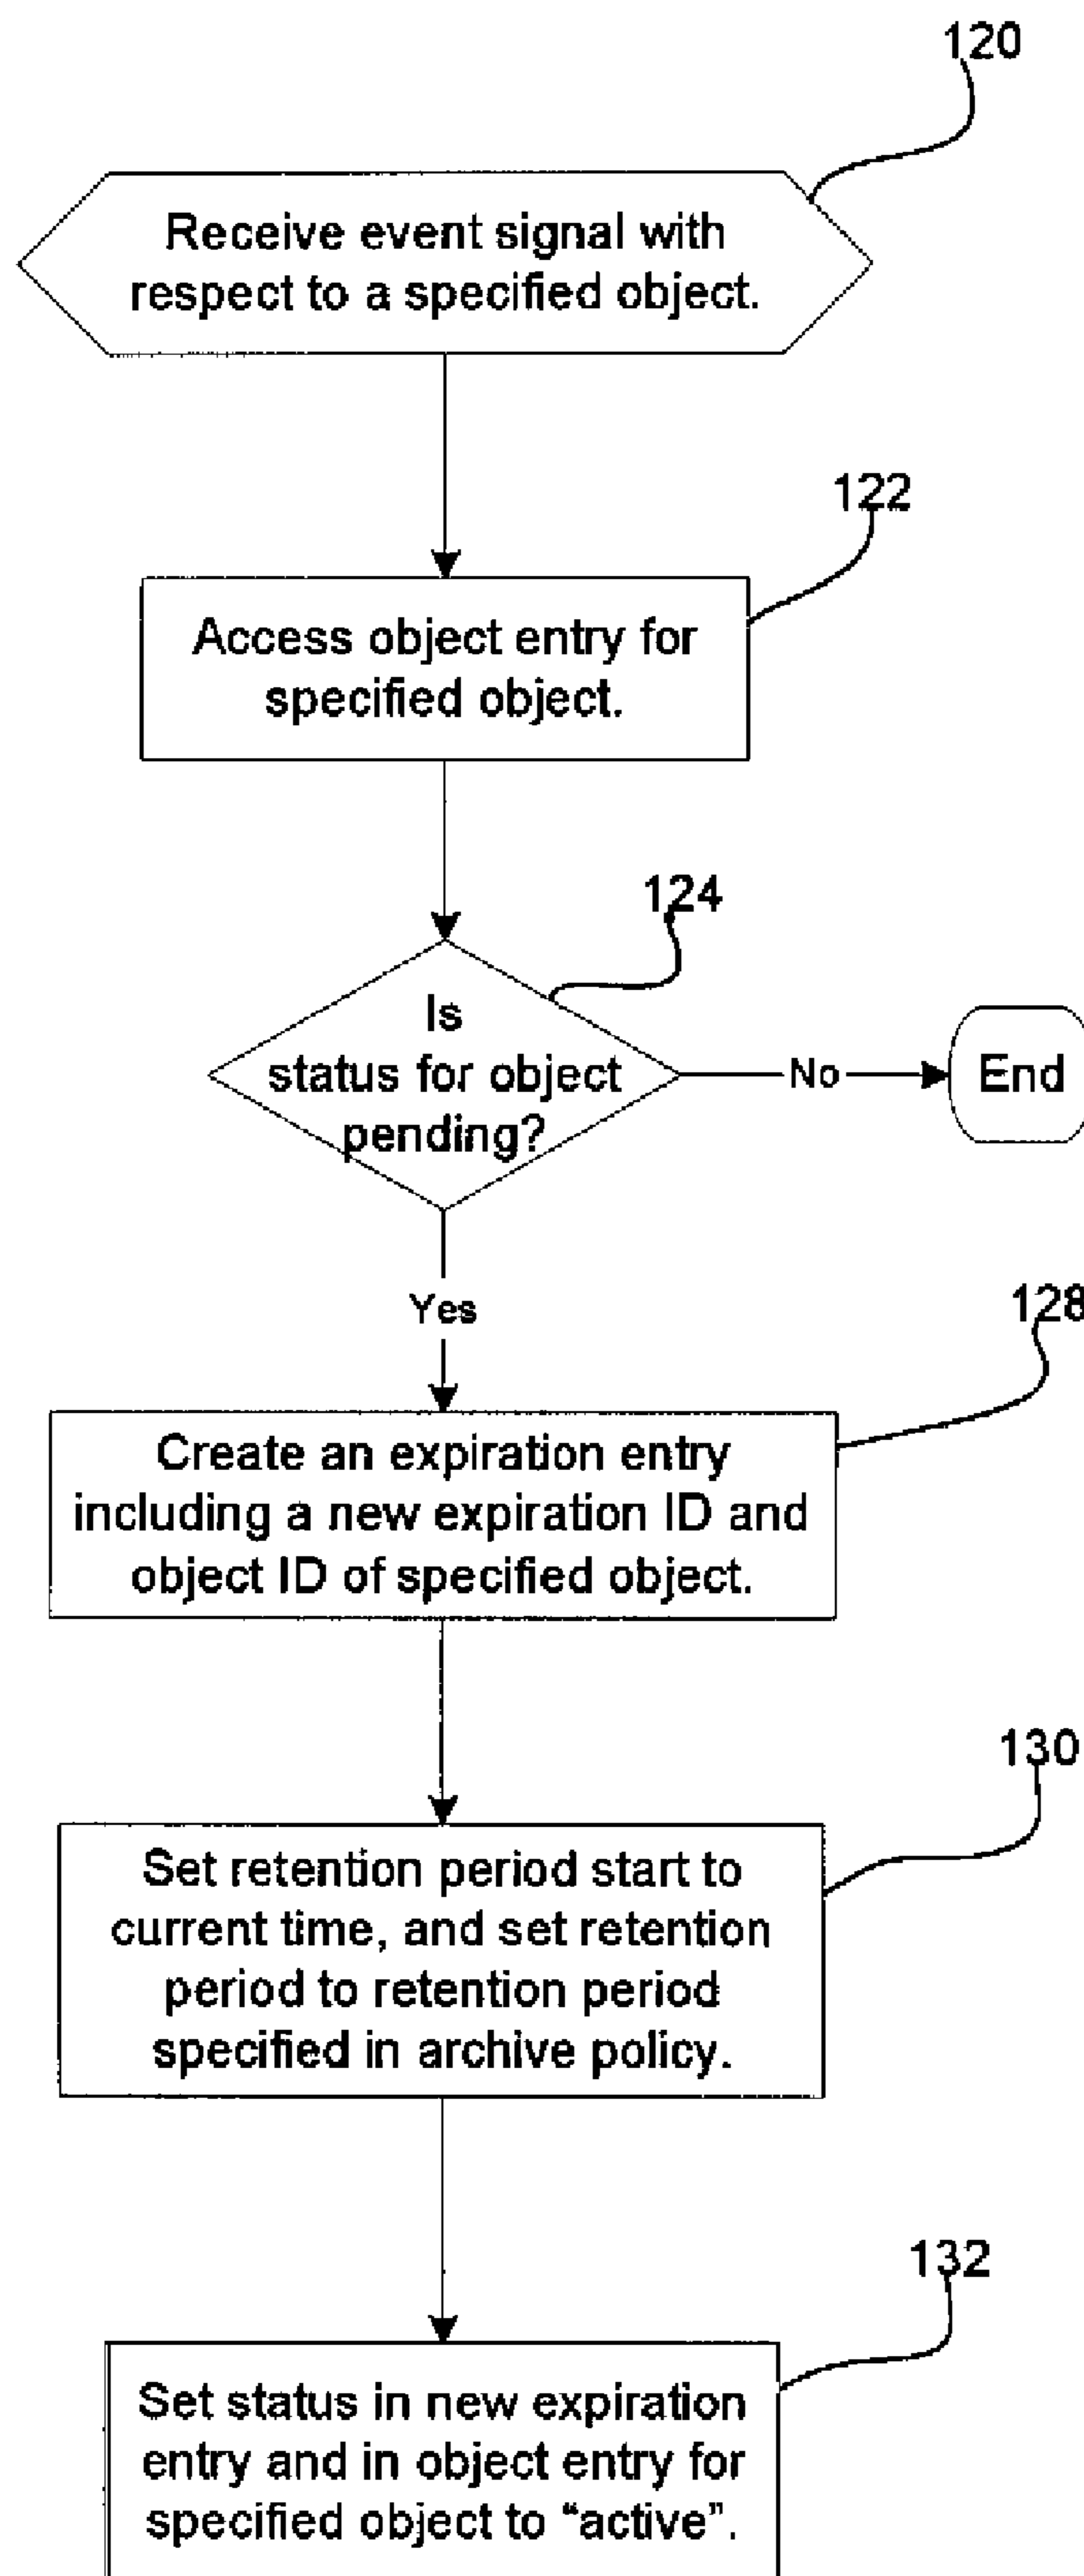 120
Receive event signal with
respect to a specified object.
122
Access object entry for
specified object.
124
Is
status for object
pending?
No
End
Yes
128
Create an expiration entry
including a new expiration ID and
object ID of specified object.
130
Set retention period start to
current time, and set retention
period to retention period
specified in archive policy.
132
Set status in new expiration
entry and in object entry for
specified object to “active”.